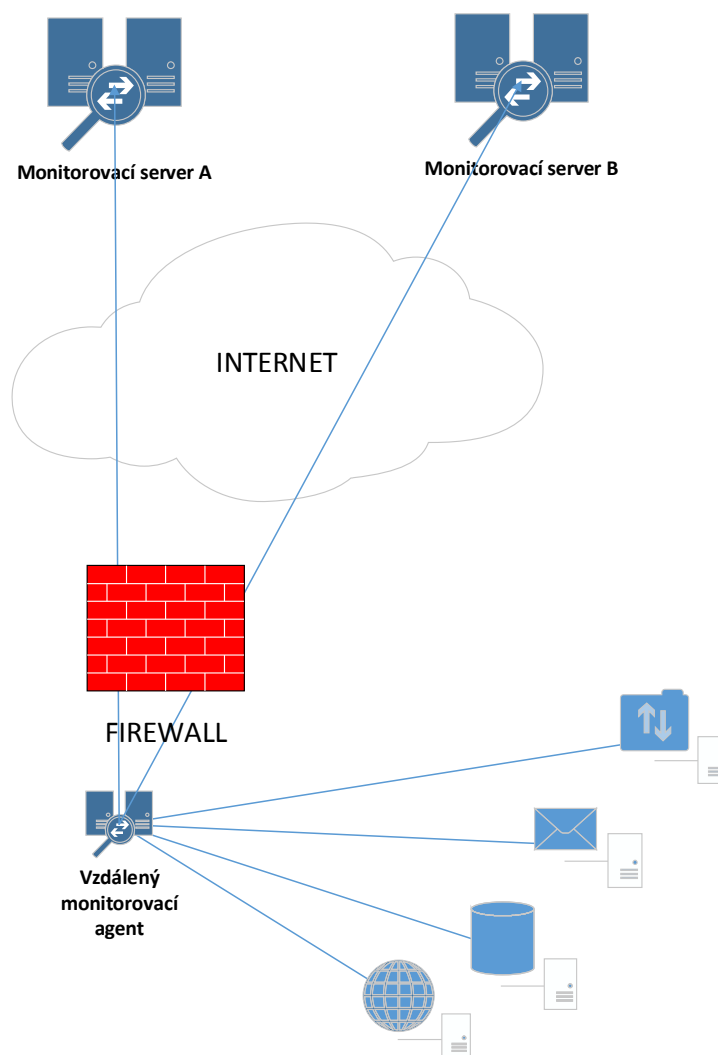 Monitorovací server A
Monitorovací server B
INTERNET
FIREWALL
Vzdálený
monitorovací
agent